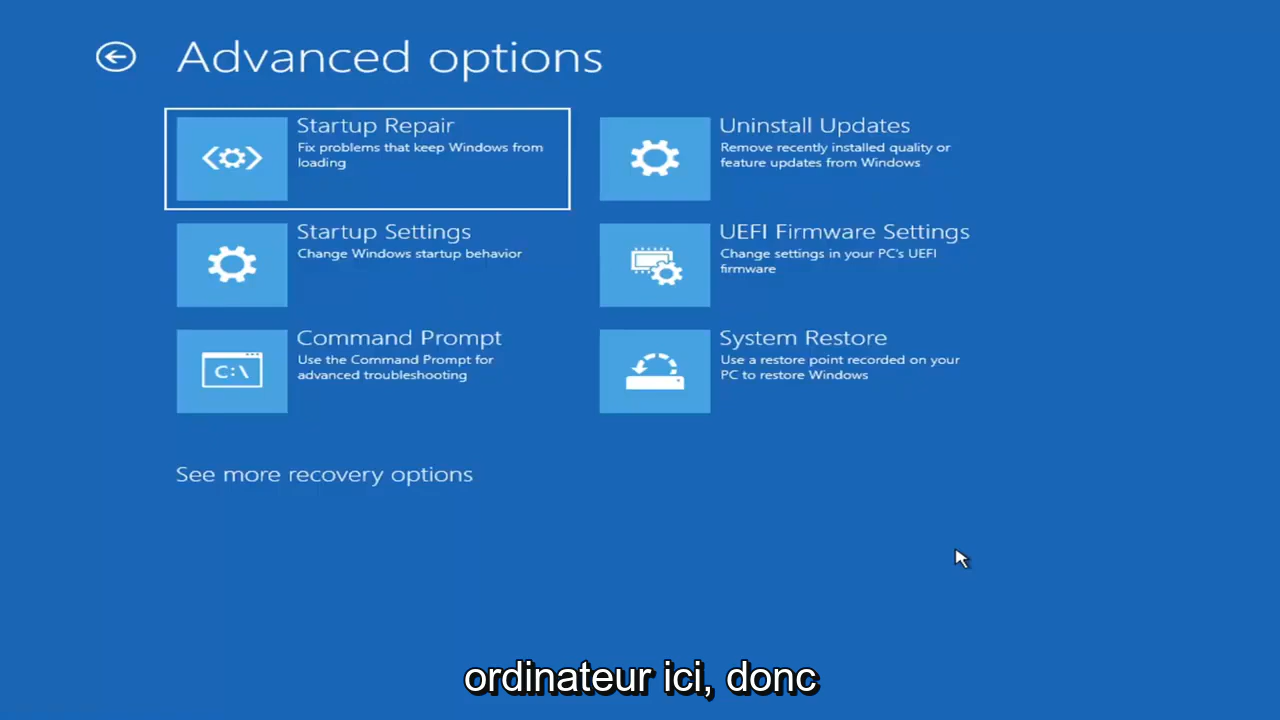 Advanced options
Startup Repair
Fix problems that keep Windows from
loading
Uninstall Updates
Remove recently installed quality or
feature updates from Windows
Startup Settings
Change Windows startup behavior
UEFI Firmware Settings
Change settings in your PC's UEFI
firmware
C:\
Command Prompt
Use the Command Prompt for
advanced troubleshooting
System Restore
Use a restore point recorded on your
PC to restore Windows
See more recovery options
ordinateur ici, donc